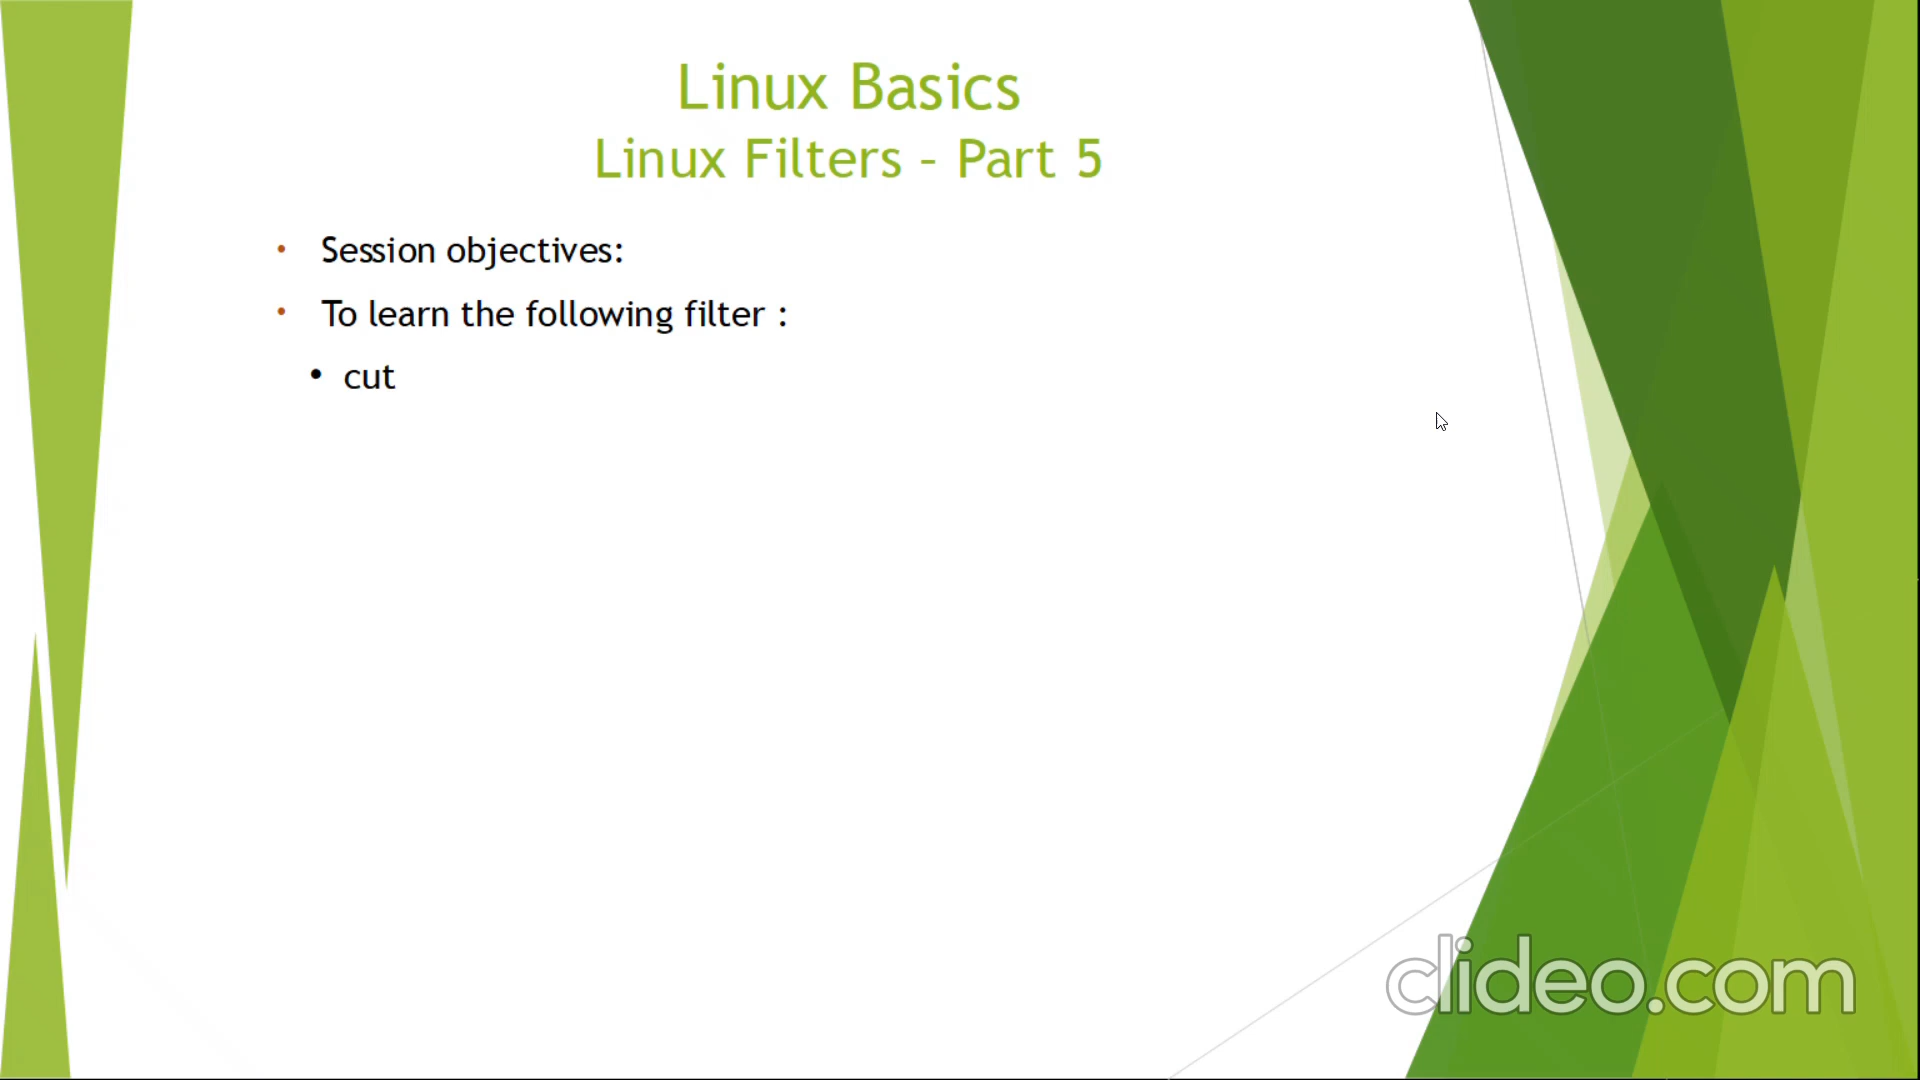 Linux Basics
Linux Filters – Part 5
• Session objectives:
• To learn the following filter :
• cut
clideo.com